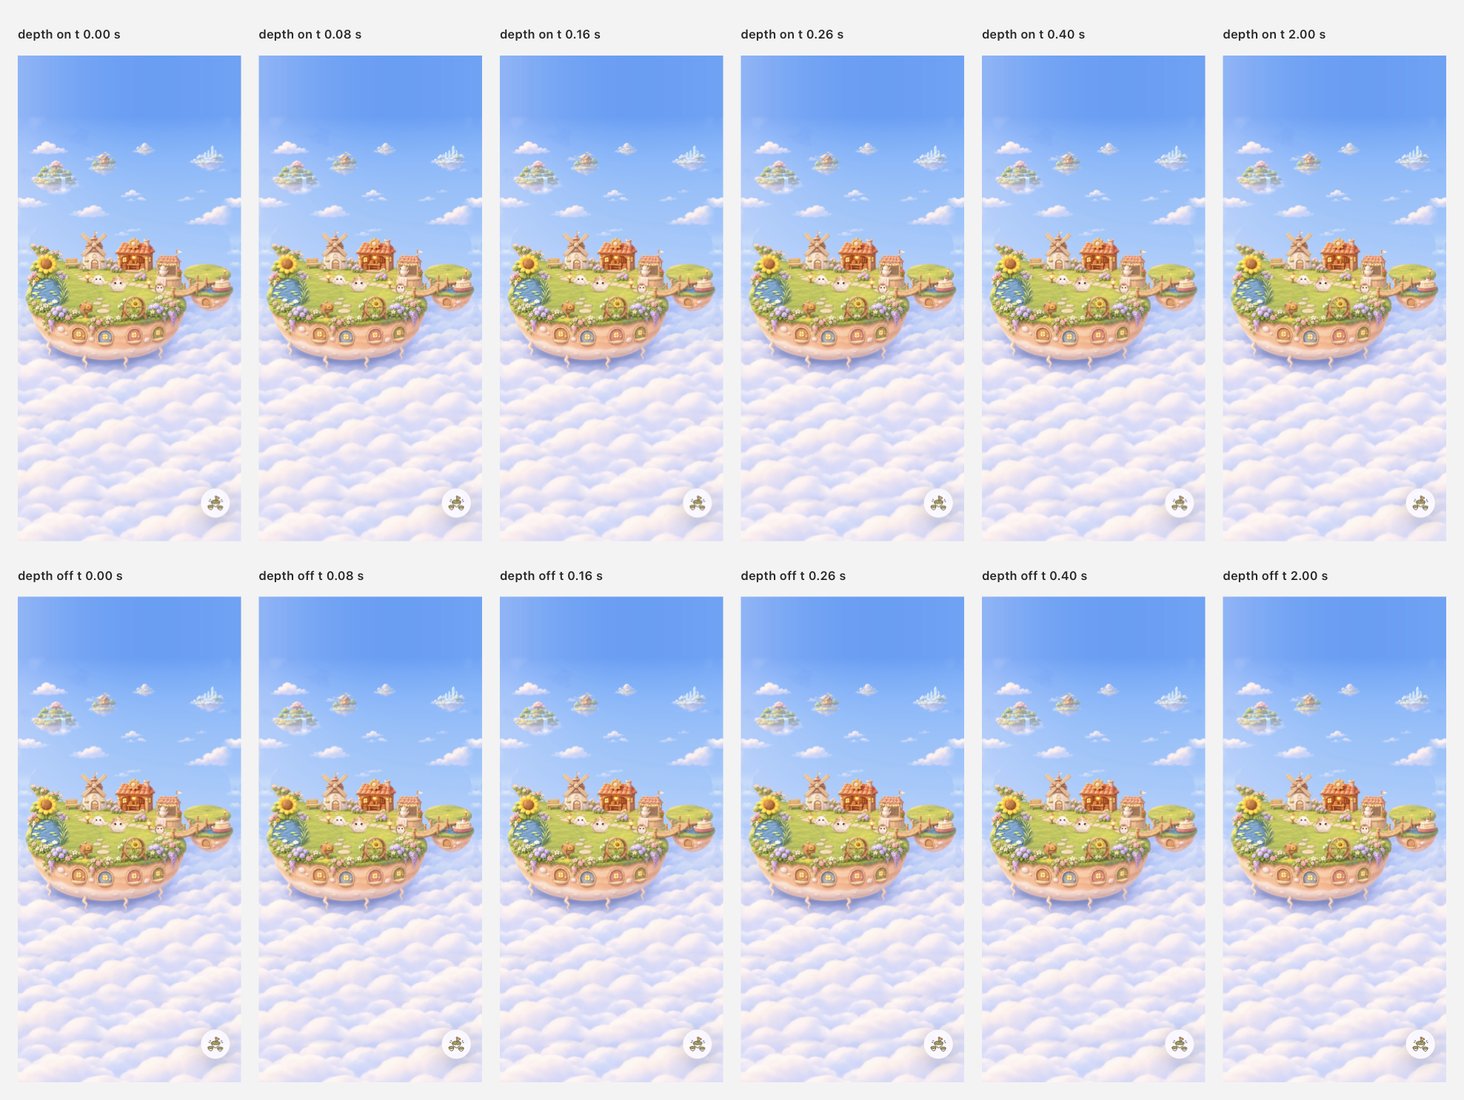 depth on t 0.00 s
depth on t 0.08 s
depth on t 0.16 s
depth on t 0.26 s
depth on t 0.40 s
depth on t 2.00 s
depth off t 0.00 s
depth off t 0.08 s
depth off t 0.16 s
depth off t 0.26 s
depth off t 0.40 s
depth off t 2.00 s